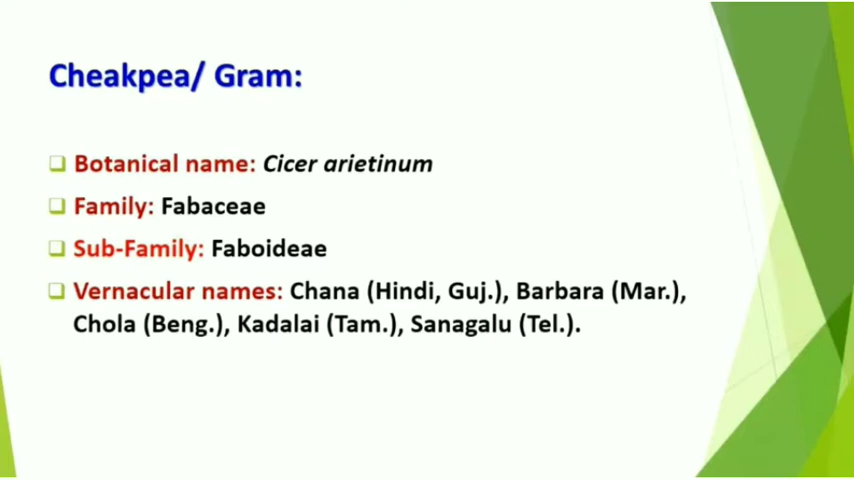 Cheakpea/ Gram:
Botanical name: Cicer arietinum
Family: Fabaceae
Sub-Family: Faboideae
Vernacular names: Chana (Hindi, Guj.), Barbara (Mar.),
Chola (Beng.), Kadalai (Tam.), Sanagalu (Tel.).